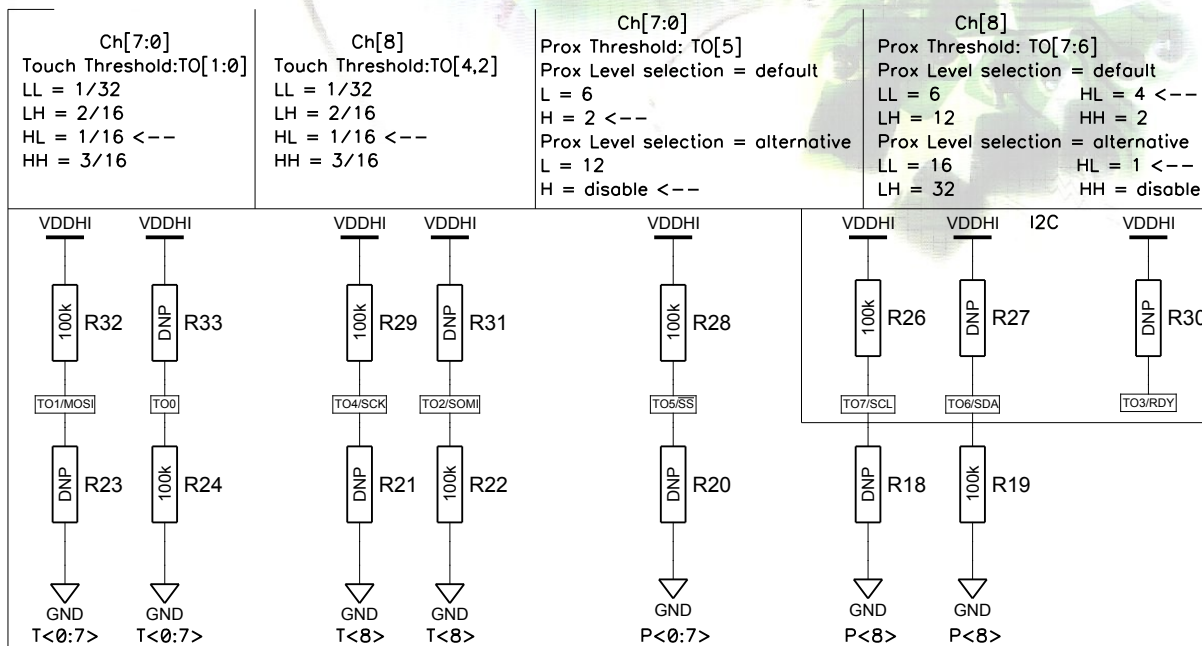 Ch[7:0]
Touch Threshold:TO[1:0]
LL = 1/32
LH = 2/16
HL = 1/16 <--
HH = 3/16
Ch[8]
Touch Threshold:TO[4,2]
LL = 1/32
LH = 2/16
HL = 1/16 <--
HH = 3/16
Ch[7:0]
Prox Threshold: TO[5]
Prox Level selection = default
L = 6
H = 2 <--
Prox Level selection = alternative
L = 12
H = disable <--
Ch[8]
Prox Threshold: TO[7:6]
Prox Level selection = default
LL = 6 HL = 4 <--
LH = 12 HH = 2
Prox Level selection = alternative
LL = 16 HL = 1 <--
LH = 32 HH = disable
VDDHI VDDHI VDDHI VDDHI VDDHI VDDHI VDDHI I2C VDDHI
100k R32 DNP R33 100k R29 DNP R31 100k R28 100k R26 DNP R27 DNP R30
TO1/MOSI TO0 TO4/SCK TO2/SOMI TO5/SS TO7/SCL TO6/SDA TO3/RDY
DNP R23 100k R24 DNP R21 100k R22 DNP R20 DNP R18 100k R19
GND GND GND GND GND GND GND
T<0:7> T<0:7> T<8> T<8> P<0:7> P<8> P<8>